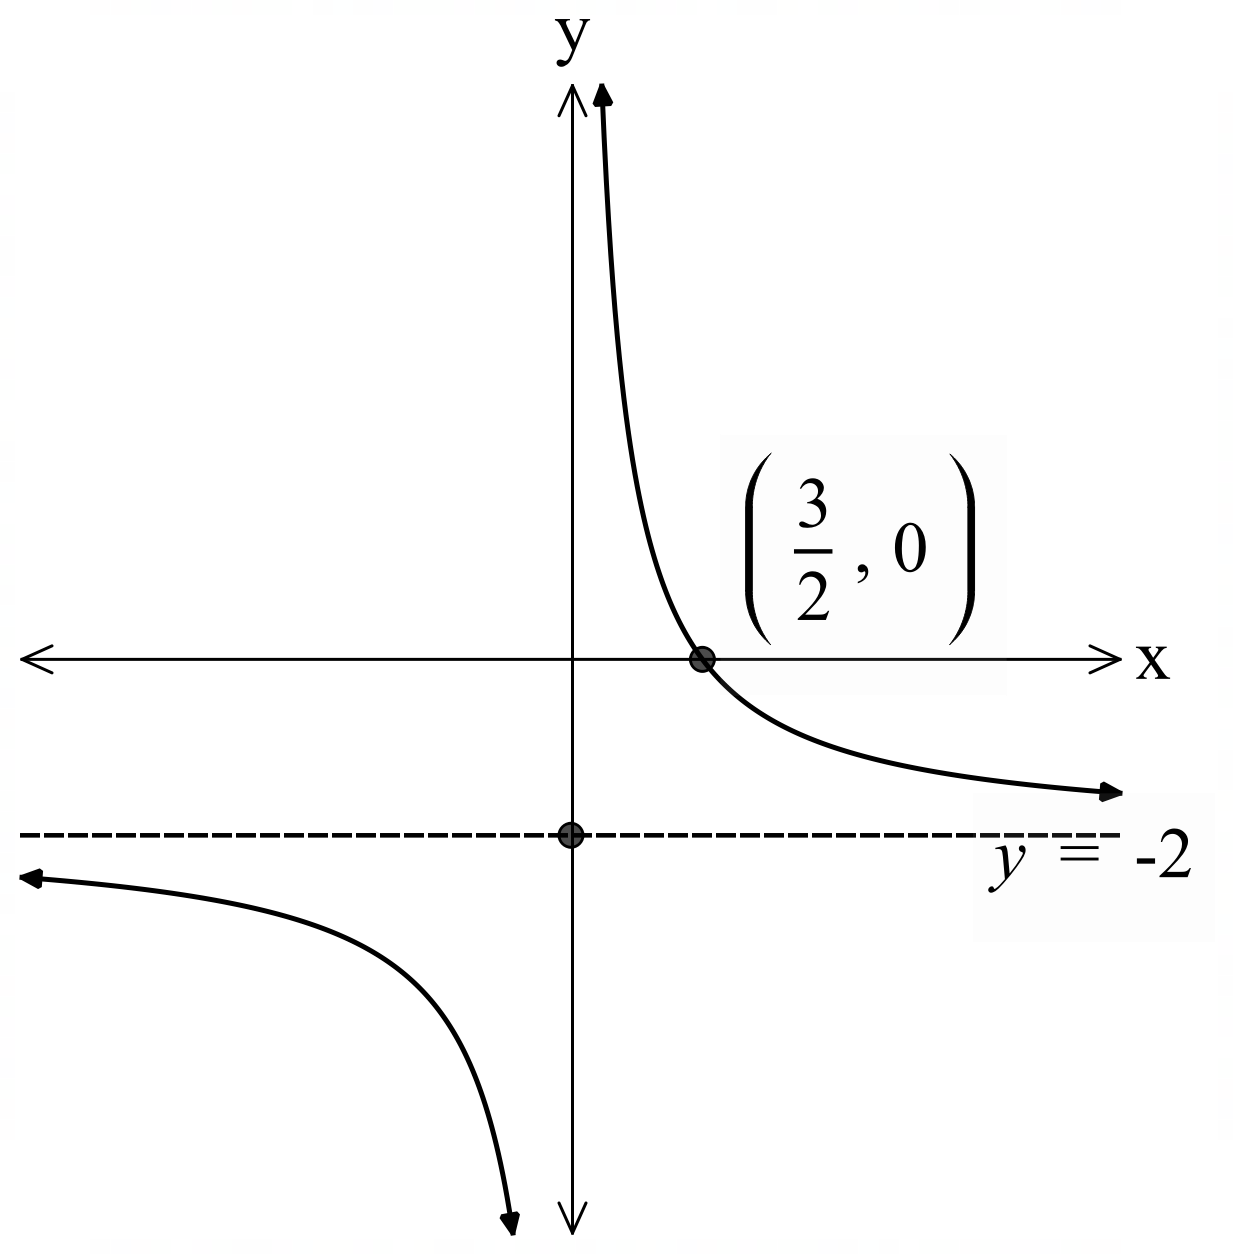 y
(3/2, 0)
x
y = -2